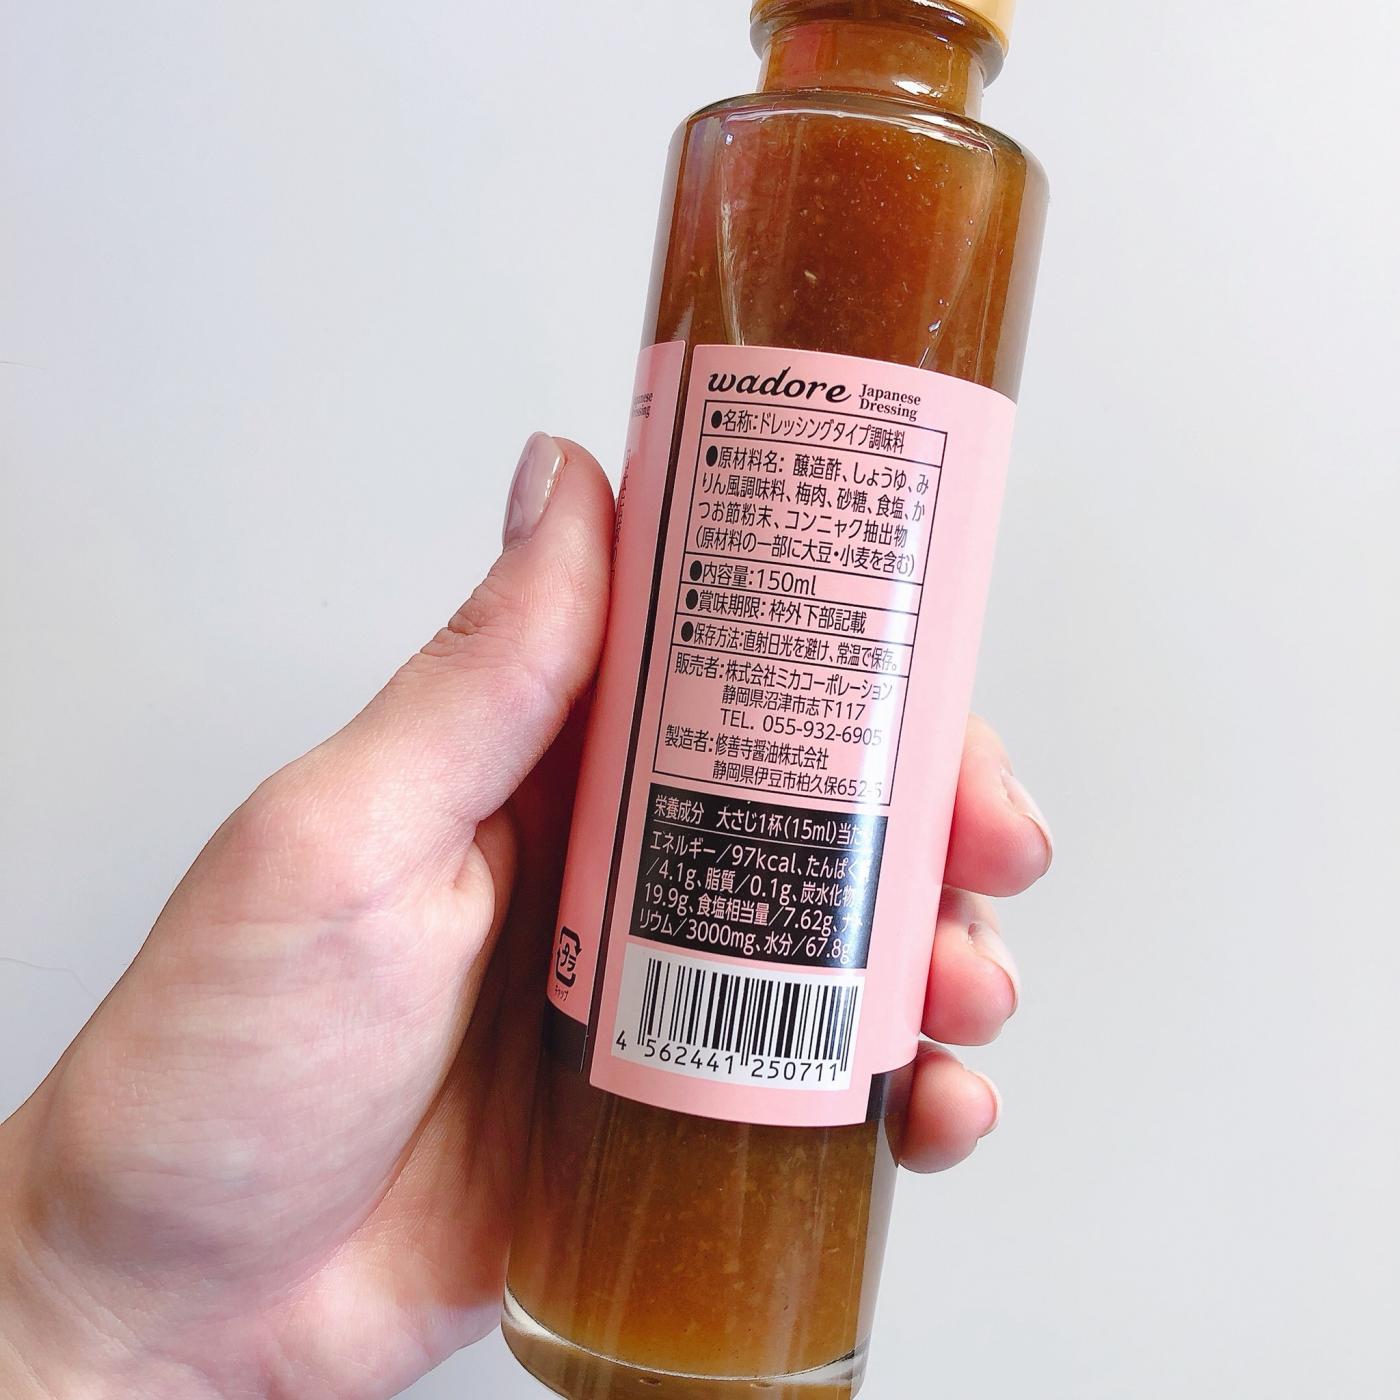 wadore Japanese
Dressing
●名称：ドレッシングタイプ調味料
●原材料名： 醸造酢、しょうゆ、み
りん風調味料、梅肉、砂糖、食塩、か
つお節粉末、コンニャク抽出物
（原材料の一部に大豆・小麦を含む）
●内容量：150ml
●賞味期限：枠外下部記載
●保存方法：直射日光を避け、常温で保存。
販売者：株式会社ミカコーポレーション
静岡県沼津市志下117
TEL. 055-932-6905
製造者：修善寺醤油株式会社
静岡県伊豆市柏久保652-5
栄養成分 大さじ1杯(15ml)当たり
エネルギー／97kcal、たんぱく質
／4.1g、脂質／0.1g、炭水化物／
19.9g、食塩相当量／7.62g、ナト
リウム／3000mg、水分／67.8g
4 562441 250711
プラ
キャップ